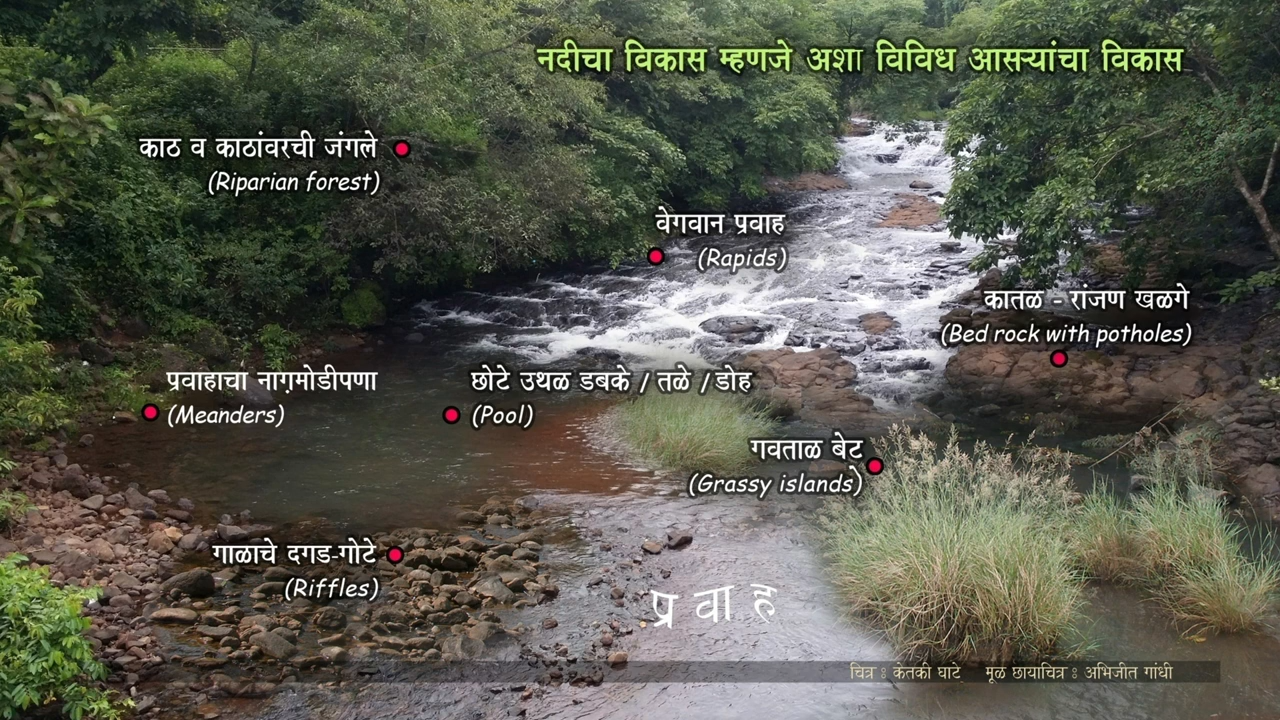 नदीचा विकास म्हणजे अशा विविध आसऱ्यांचा विकास
काठ व काठांवरची जंगले
(Riparian forest)
वेगवान प्रवाह
(Rapids)
कातळ - रांजण खळगे
(Bed rock with potholes)
प्रवाहाचा नागमोडीपणा
(Meanders)
छोटे उथळ डबके / तळे / डोह
(Pool)
गवताळ बेट
(Grassy islands)
गाळाचे दगड-गोटे
(Riffles)
प्रवाह
चित्र : केतकी घाटे मूळ छायाचित्र : अभिजीत गांधी